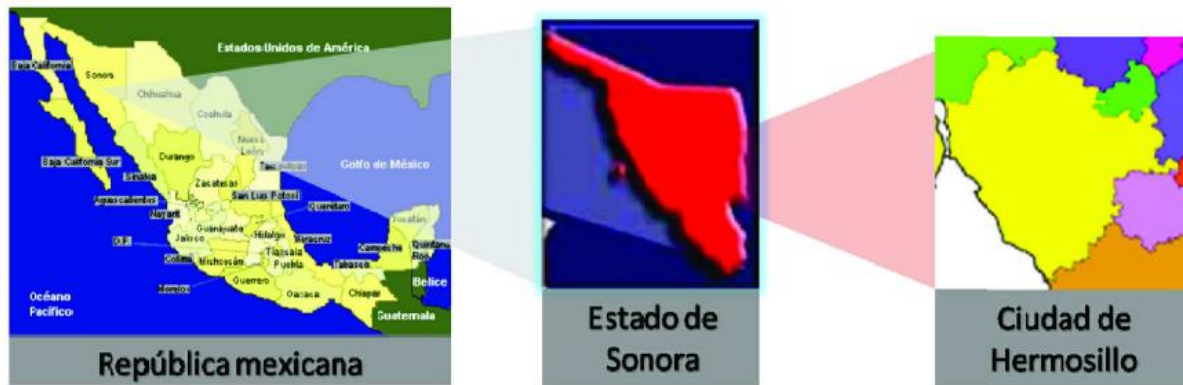 Estados Unidos de América
Baja California
Sonora
Chihuahua
Coahuila
Nuevo
León
Baja California Sur
Durango
Golfo de México
Sinaloa
Zacatecas
San Luis Potosí
Aguascalientes
Querétaro
Nayarit
Yucatán
Guanajuato
Hidalgo
Veracruz
D.F.
Jalisco
Campeche
Quintana
Roo
Tlaxcala
Colima
Michoacán
Puebla
Tabasco
Belice
Morelos
Guerrero
Oaxaca
Chiapas
Océano
Pacífico
Guatemala
República mexicana
Estado de
Sonora
Ciudad de
Hermosillo